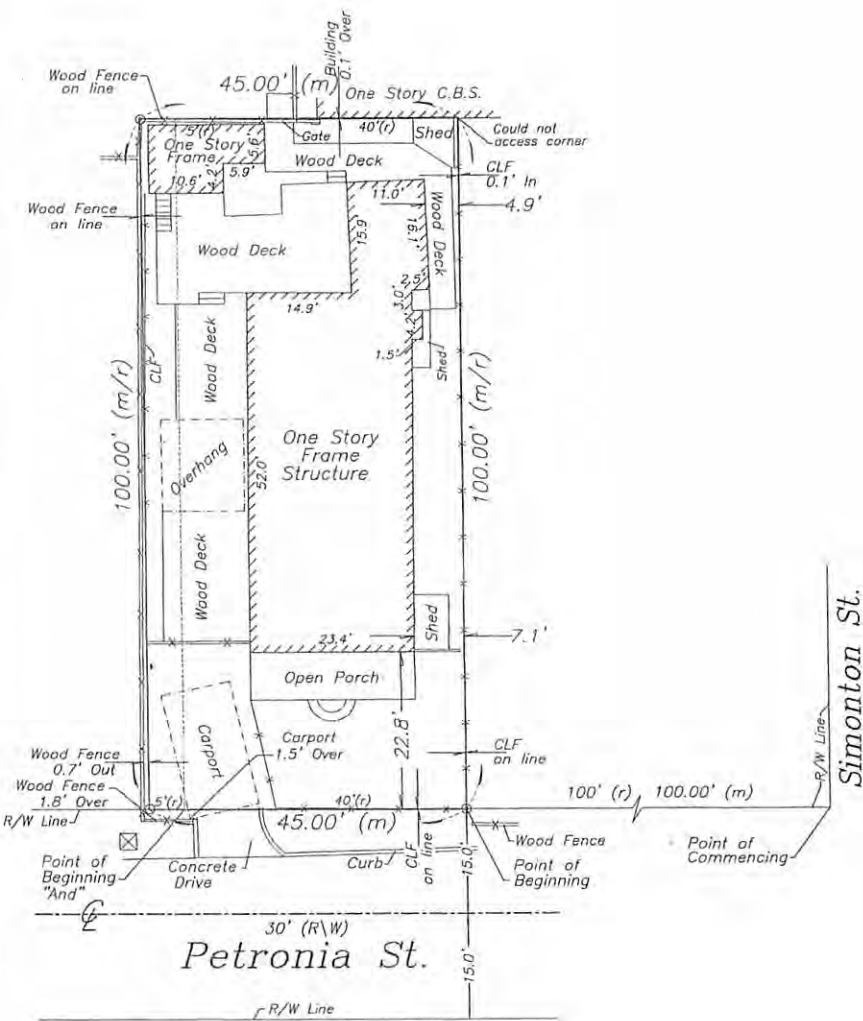 Building
0.1' Over
Wood Fence
on line
45.00' (m)
One Story C.B.S.
5'(r)
Gate
40'(r)
Shed
Could not
access corner
One Story
Frame
5.6'
Wood Deck
10.6'
4.2'
5.9'
CLF
0.1' In
11.0'
4.9'
Wood Fence
on line
15.9
16.1'
Wood Deck
Wood Deck
2.5'
3.0'
14.9'
4.2'
1.5'
Shed
CLF
Wood Deck
100.00' (m/r)
100.00' (m/r)
Overhang
One Story
Frame
Structure
52.0'
Wood Deck
Shed
23.4'
7.1'
Open Porch
Simonton St.
Carport
Carport
1.5' Over
22.8'
Wood Fence
0.7' Out
CLF
on line
R/W Line
Wood Fence
1.8' Over
5'(r)
40'(r)
100' (r)
100.00' (m)
R/W Line
45.00' (m)
Wood Fence
Point of
Commencing
Point of
Beginning
"And"
Concrete
Drive
Curb
CLF
on line
15.0'
Point of
Beginning
℄
30' (R\W)
Petronia St.
15.0'
R/W Line